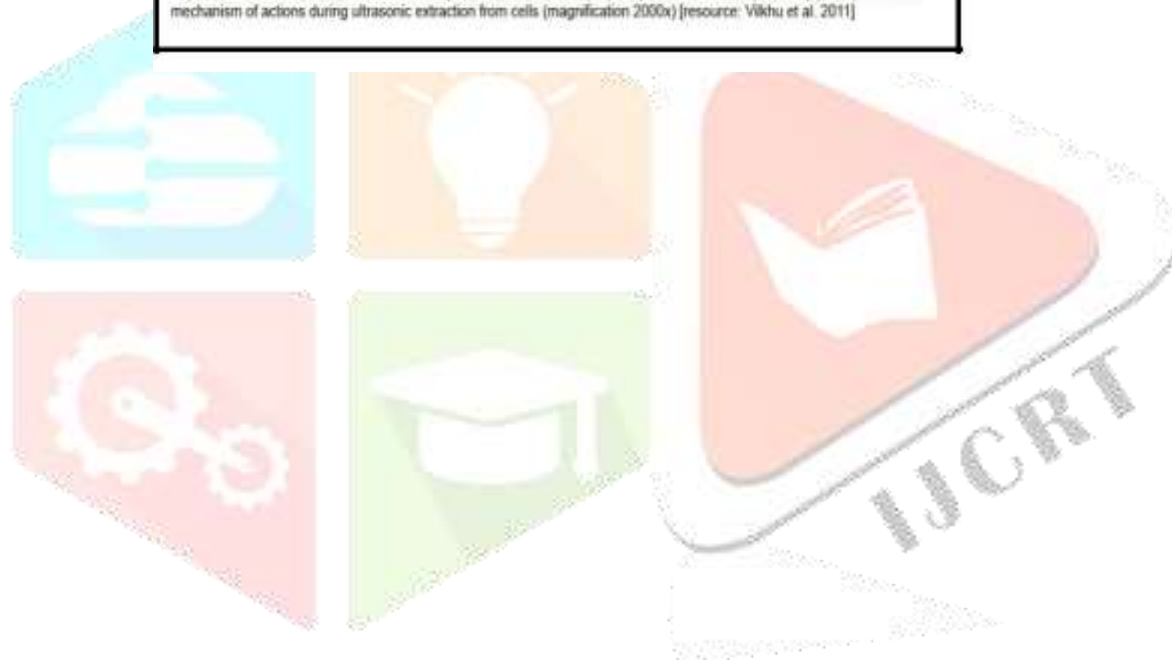 mechanism of actions during ultrasonic extraction from cells (magnification 2000x) [resource: Vilkhu et al. 2011]
IJCRT